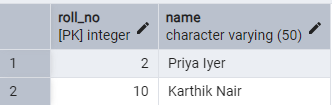 roll_no name
[PK] integer character varying (50)
1 2 Priya Iyer
2 10 Karthik Nair